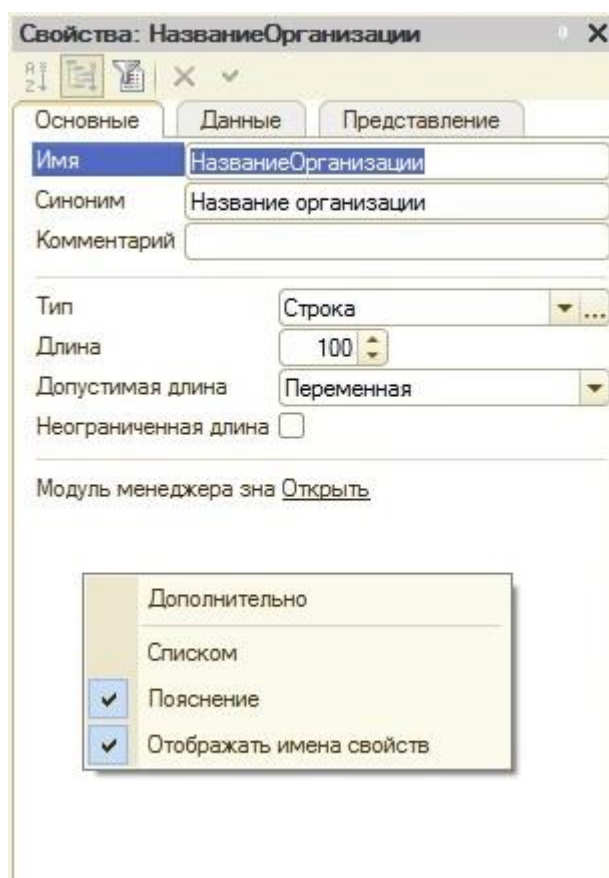 Свойства: НазваниеОрганизации
Основные Данные Представление
Имя НазваниеОрганизации
Синоним Название организации
Комментарий
Тип Строка ...
Длина 100
Допустимая длина Переменная
Неограниченная длина
Модуль менеджера зна Открыть
Дополнительно
Списком
Пояснение
Отображать имена свойств